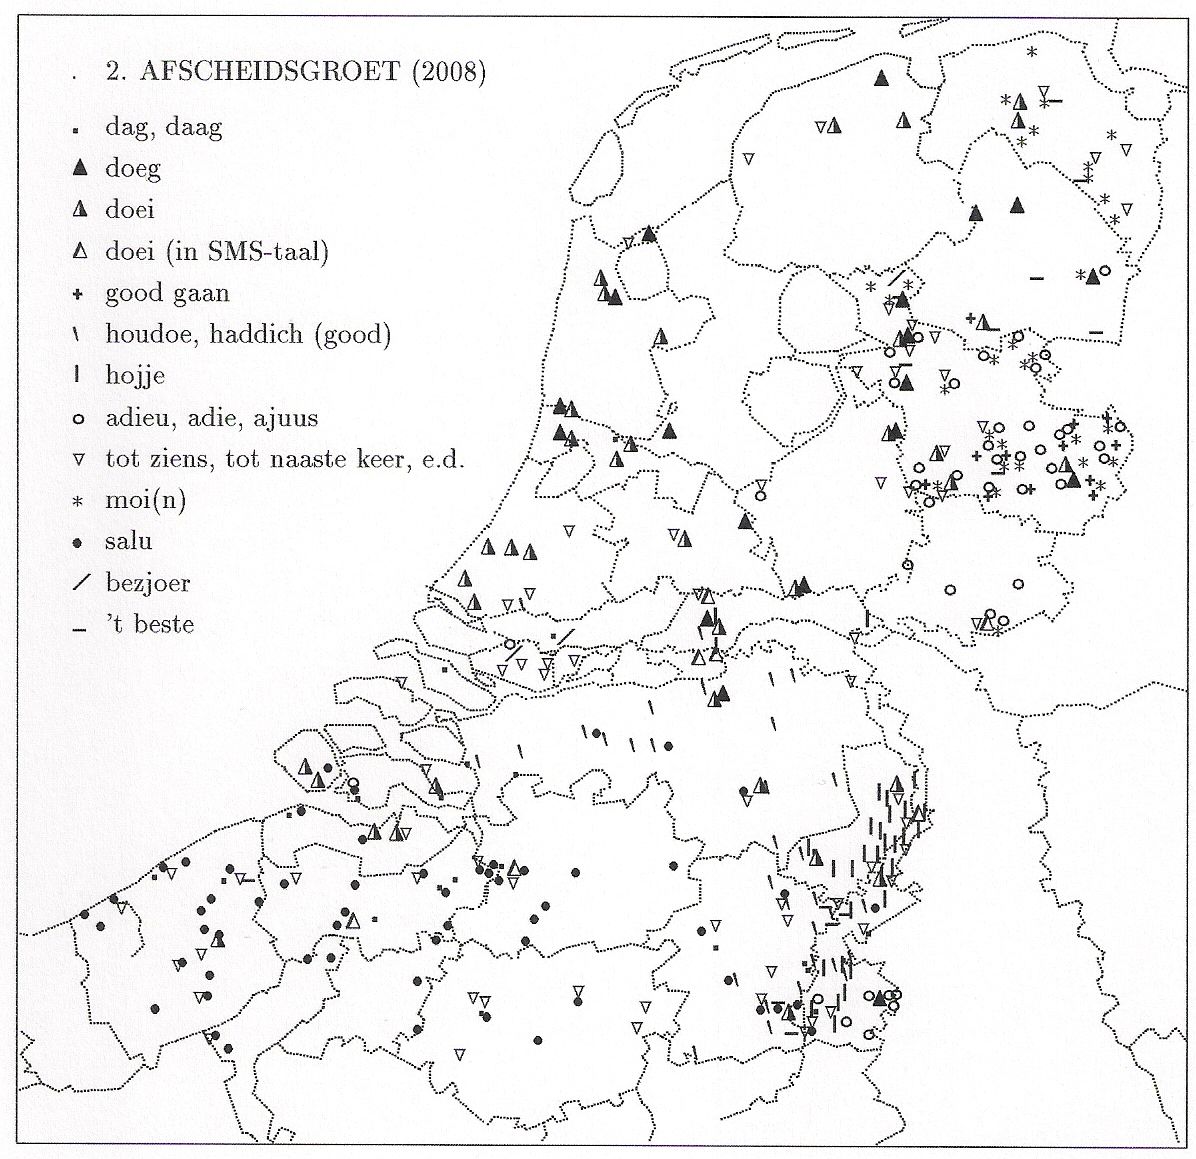 2. AFSCHEIDSGROET (2008)
dag, daag
doeg
doei
doei (in SMS-taal)
good gaan
houdoe, haddich (good)
hojje
adieu, adie, ajuus
tot ziens, tot naaste keer, e.d.
moi(n)
salu
bezjoer
't beste